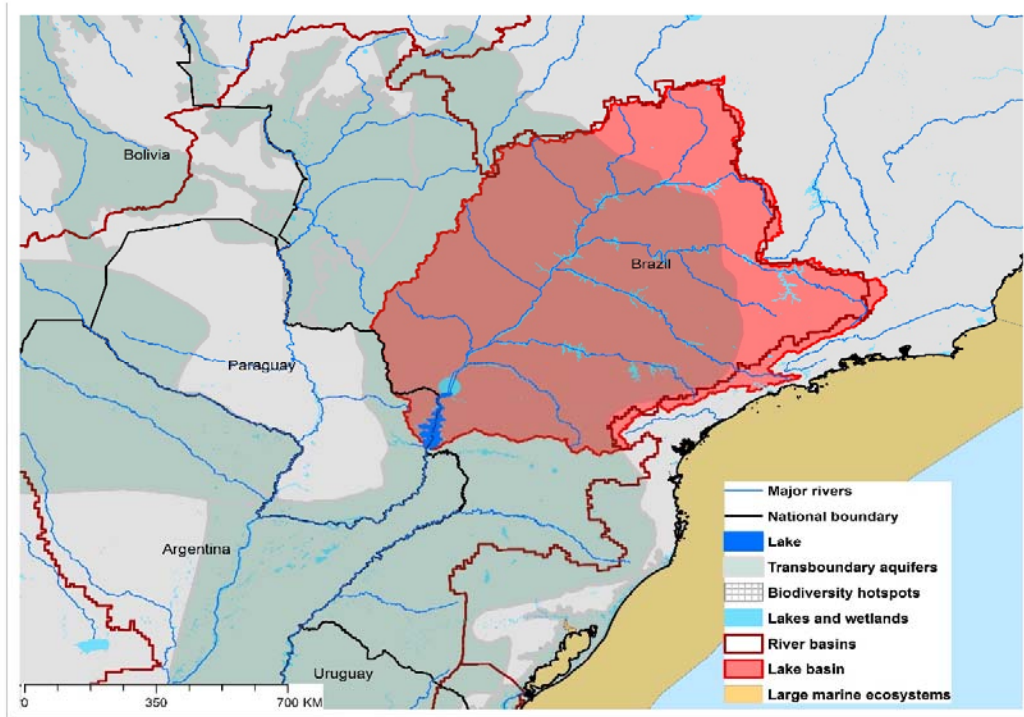 Bolivia
Brazil
Paraguay
Argentina
Uruguay
Major rivers
National boundary
Lake
Transboundary aquifers
Biodiversity hotspots
Lakes and wetlands
River basins
Lake basin
Large marine ecosystems
0 350 700 KM